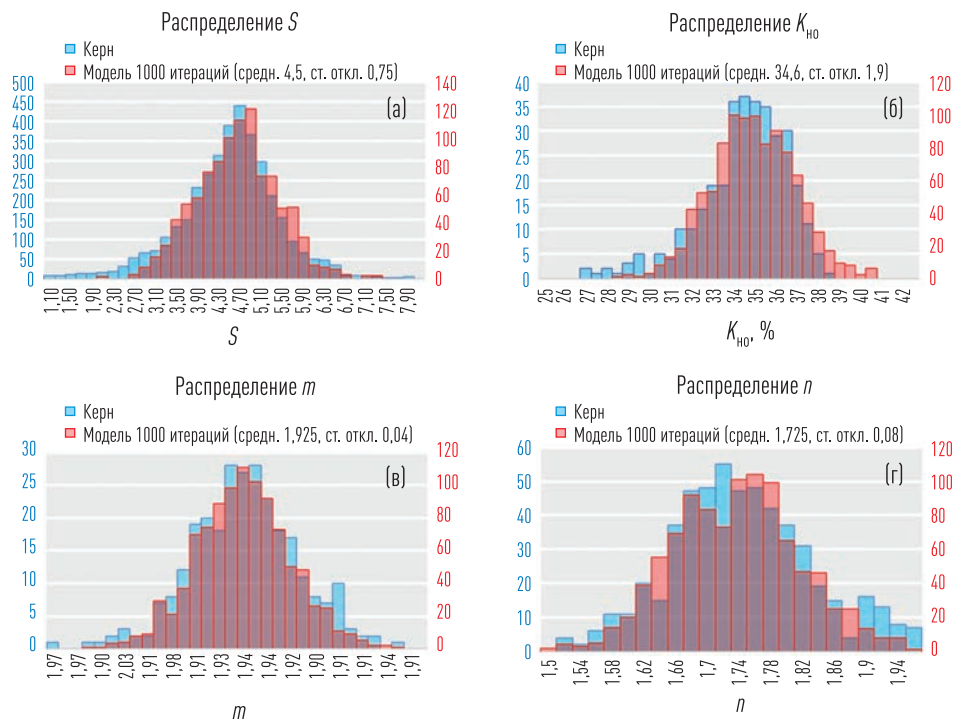 Распределение S
Керн
Модель 1000 итераций (средн. 4,5, ст. откл. 0,75)
(а)
500
450
400
350
300
250
200
150
100
50
0
140
120
100
80
60
40
20
0
1,10 1,50 1,90 2,30 2,70 3,10 3,50 3,90 4,30 4,70 5,10 5,50 5,90 6,30 6,70 7,10 7,50 7,90
S
Распределение Kно
Керн
Модель 1000 итераций (средн. 34,6, ст. откл. 1,9)
(б)
40
35
30
25
20
15
10
5
0
120
100
80
60
40
20
0
25 26 27 28 29 30 31 32 33 34 35 36 37 38 39 40 41 42
Kно, %
Распределение m
Керн
Модель 1000 итераций (средн. 1,925, ст. откл. 0,04)
(в)
30
25
20
15
10
5
0
120
100
80
60
40
20
0
1,97 1,97 1,90 2,03 1,91 1,98 1,91 1,93 1,94 1,94 1,92 1,90 1,91 1,91 1,94 1,91
m
Распределение n
Керн
Модель 1000 итераций (средн. 1,725, ст. откл. 0,08)
(г)
60
50
40
30
20
10
0
120
100
80
60
40
20
0
1,5 1,54 1,58 1,62 1,66 1,7 1,74 1,78 1,82 1,86 1,9 1,94
n